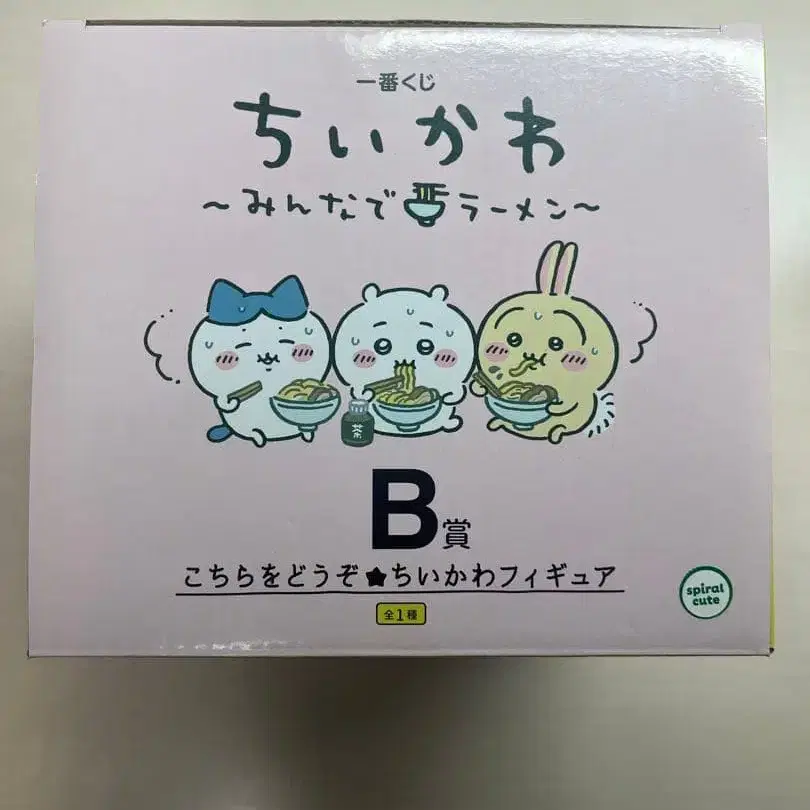 一番くじ
ちいかわ
～みんなでラーメン～
茶
B賞
こちらをどうぞ★ちいかわフィギュア
全1種
spiral
cute